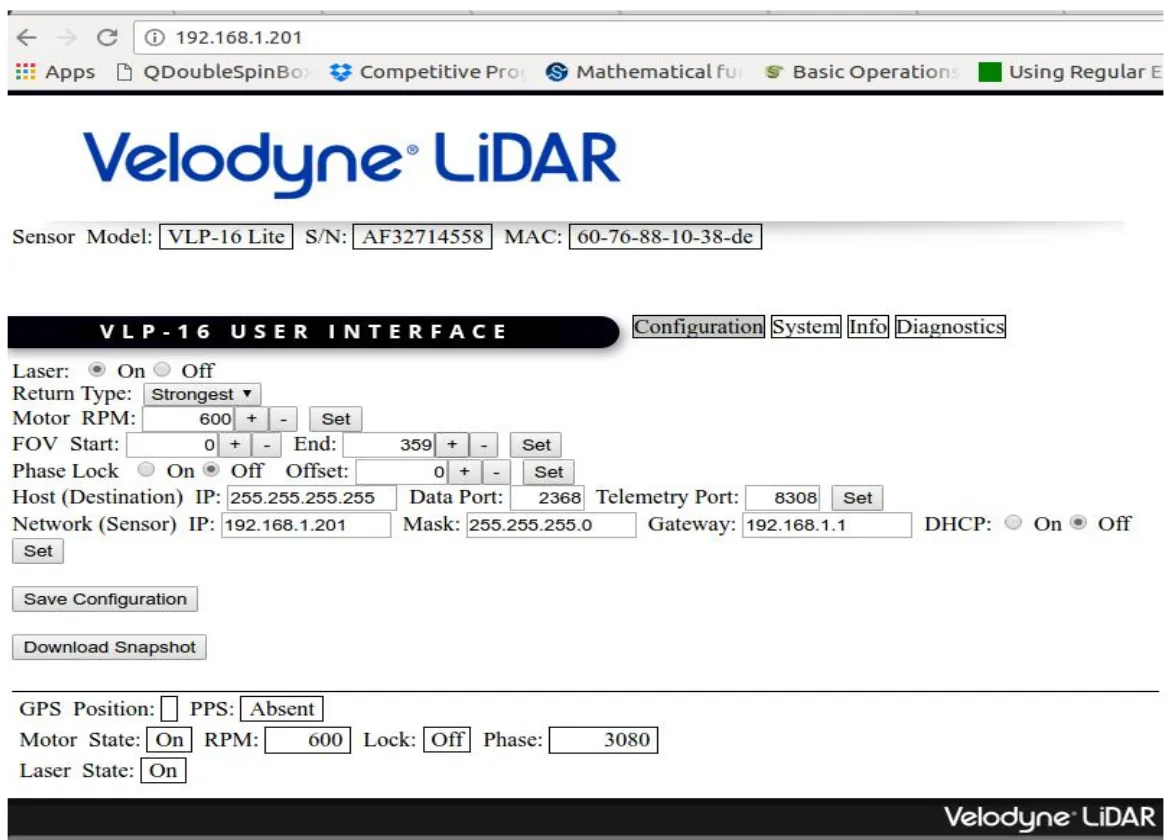 192.168.1.201
Apps QDoubleSpinBo Competitive Pro Mathematical fu Basic Operations Using Regular E
Velodyne® LiDAR
Sensor Model: VLP-16 Lite S/N: AF32714558 MAC: 60-76-88-10-38-de
VLP-16 USER INTERFACE Configuration System Info Diagnostics
Laser: On Off
Return Type: Strongest ▼
Motor RPM: 600 + - Set
FOV Start: 0 + - End: 359 + - Set
Phase Lock On Off Offset: 0 + - Set
Host (Destination) IP: 255.255.255.255 Data Port: 2368 Telemetry Port: 8308 Set
Network (Sensor) IP: 192.168.1.201 Mask: 255.255.255.0 Gateway: 192.168.1.1 DHCP: On Off
Set
Save Configuration
Download Snapshot
GPS Position: PPS: Absent
Motor State: On RPM: 600 Lock: Off Phase: 3080
Laser State: On
Velodyne LiDAR